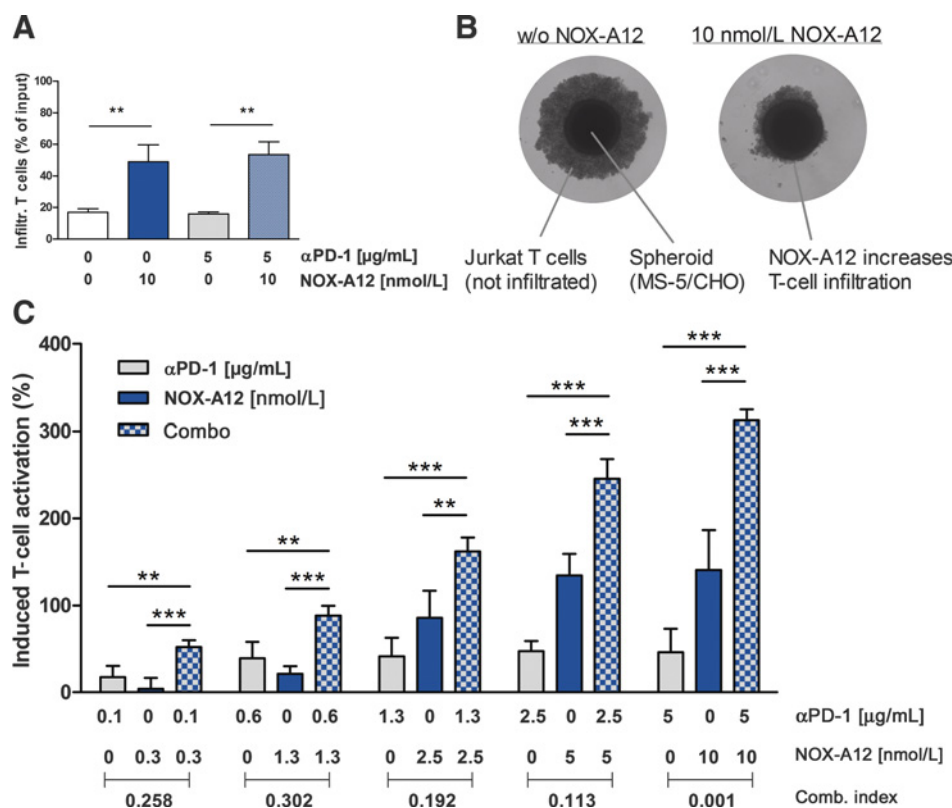 A
Infiltr. T cells (% of input)
100
80
60
40
20
0
** **
0 0 5 5 αPD-1 [µg/mL]
0 10 0 10 NOX-A12 [nmol/L]
B
w/o NOX-A12 10 nmol/L NOX-A12
Jurkat T cells Spheroid NOX-A12 increases
(not infiltrated) (MS-5/CHO) T-cell infiltration
C
Induced T-cell activation (%)
400
300
200
100
0
αPD-1 [µg/mL]
NOX-A12 [nmol/L]
Combo
** ** *** *** ***
*** *** ** *** ***
0.1 0 0.1 0.6 0 0.6 1.3 0 1.3 2.5 0 2.5 5 0 5 αPD-1 [µg/mL]
0 0.3 0.3 0 1.3 1.3 0 2.5 2.5 0 5 5 0 10 10 NOX-A12 [nmol/L]
0.258 0.302 0.192 0.113 0.001 Comb. index